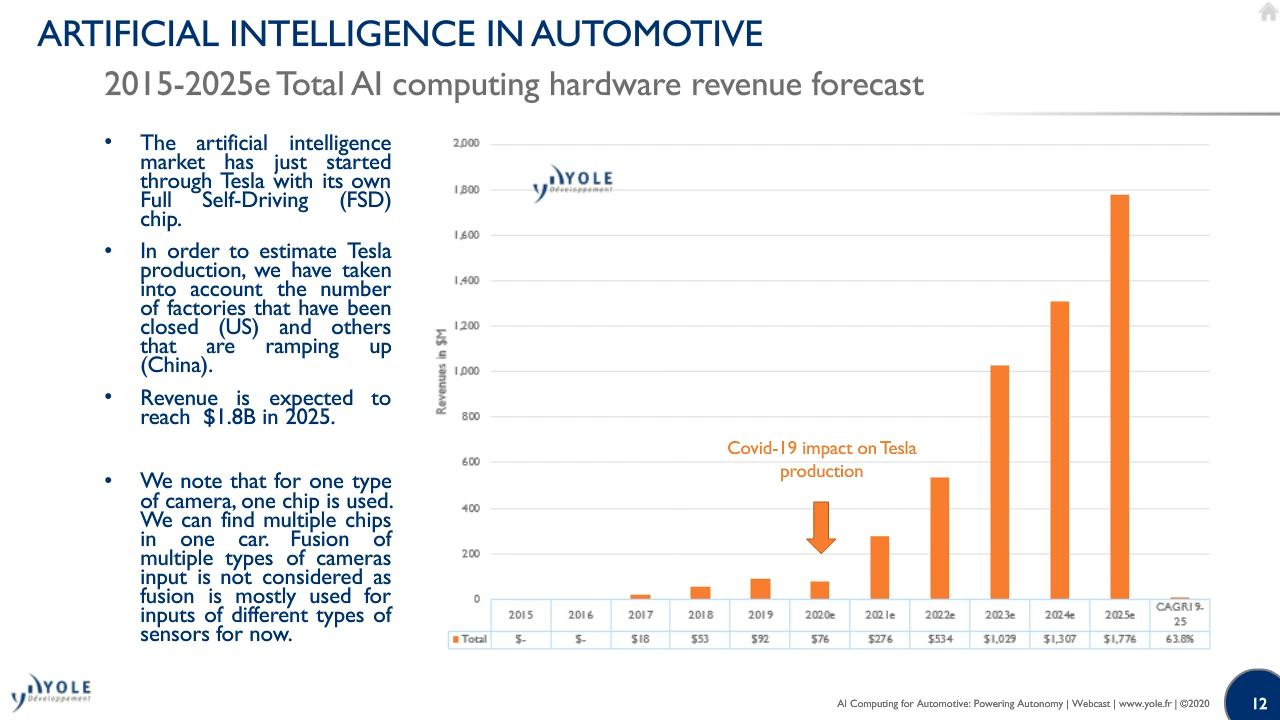 ARTIFICIAL INTELLIGENCE IN AUTOMOTIVE
2015-2025e Total AI computing hardware revenue forecast
• The artificial intelligence
market has just started
through Tesla with its own
Full Self-Driving (FSD)
chip.
• In order to estimate Tesla
production, we have taken
into account the number
of factories that have been
closed (US) and others
that are ramping up
(China).
• Revenue is expected to
reach $1.8B in 2025.
• We note that for one type
of camera, one chip is used.
We can find multiple chips
in one car. Fusion of
multiple types of cameras
input is not considered as
fusion is mostly used for
inputs of different types of
sensors for now.
YOLE
Développement
Revenues in $M
2,000
1,800
1,600
1,400
1,200
1,000
800
600
400
200
0
Covid-19 impact on Tesla
production
2015 2016 2017 2018 2019 2020e 2021e 2022e 2023e 2024e 2025e CAGR19-
25
Total $- $- $18 $53 $92 $76 $276 $534 $1,029 $1,307 $1,776 63.8%
YOLE
Développement
AI Computing for Automotive: Powering Autonomy | Webcast | www.yole.fr | ©2020
12